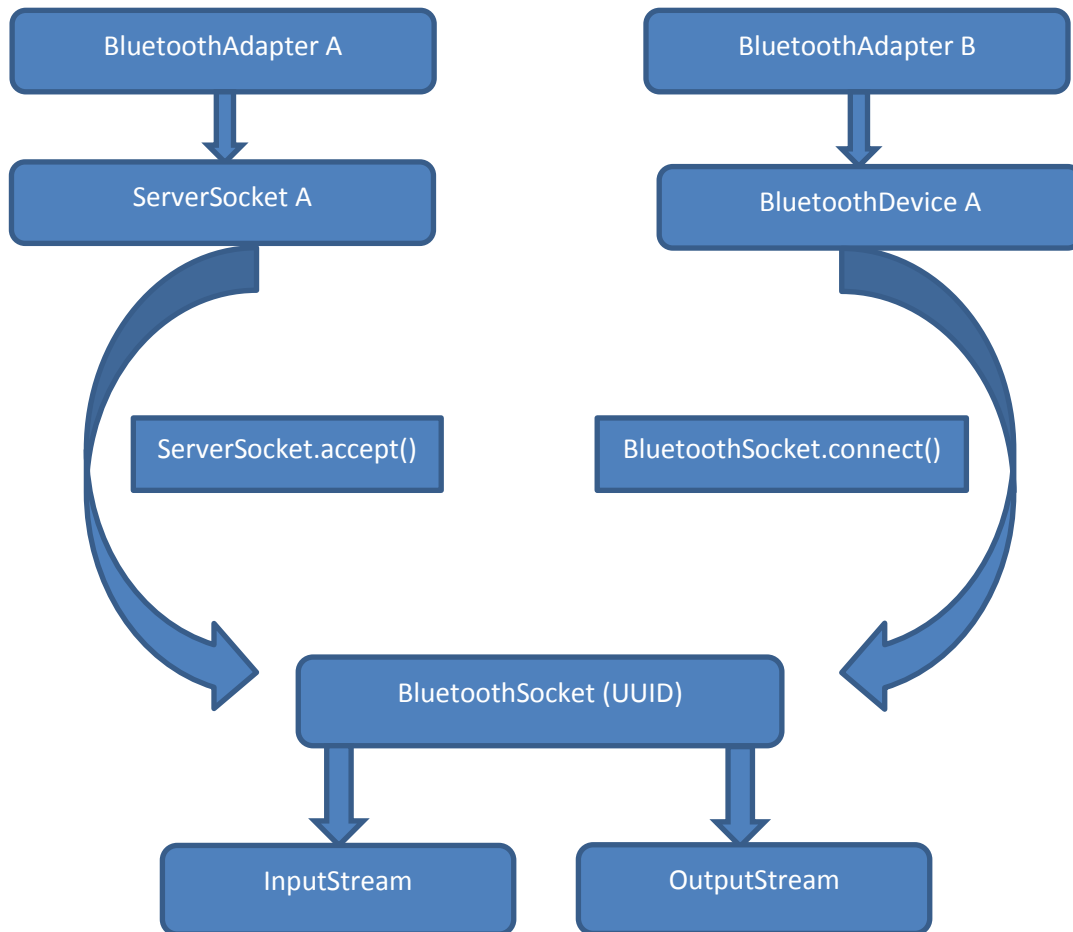 BluetoothAdapter A
BluetoothAdapter B
ServerSocket A
BluetoothDevice A
ServerSocket.accept()
BluetoothSocket.connect()
BluetoothSocket (UUID)
InputStream
OutputStream